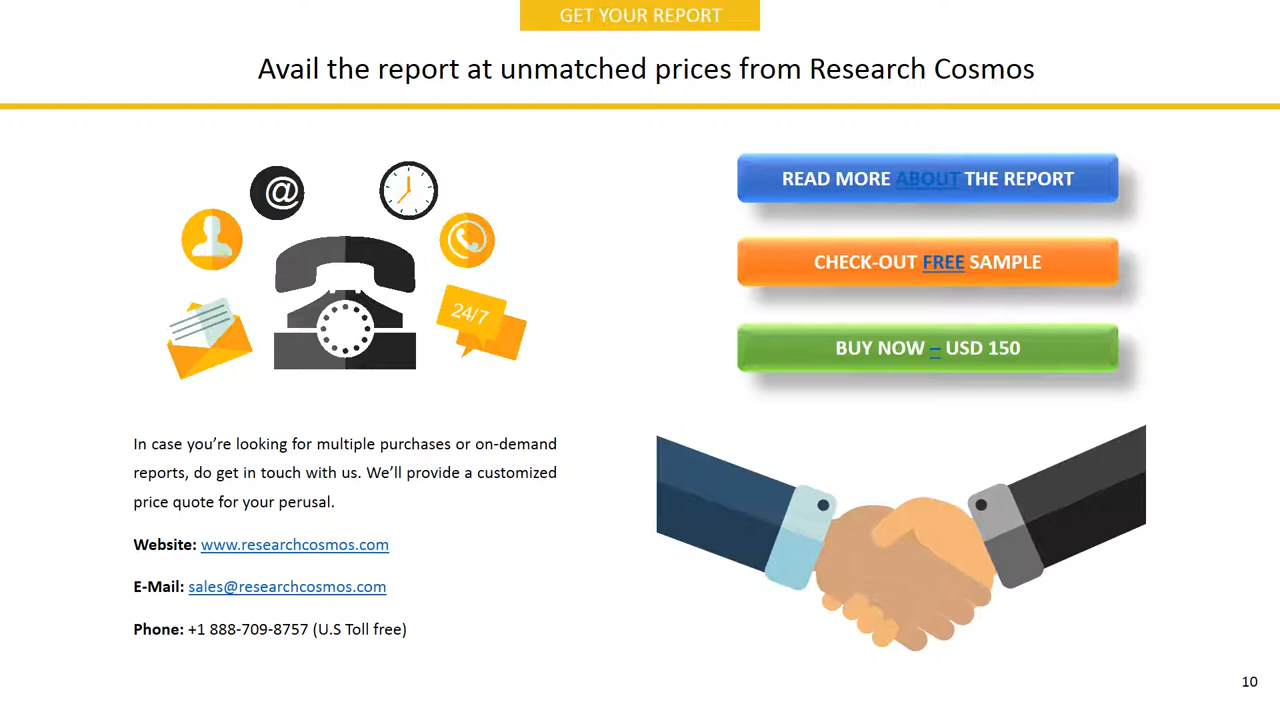 GET YOUR REPORT
Avail the report at unmatched prices from Research Cosmos
@
24/7
READ MORE ABOUT THE REPORT
CHECK-OUT FREE SAMPLE
BUY NOW – USD 150
In case you’re looking for multiple purchases or on-demand
reports, do get in touch with us. We’ll provide a customized
price quote for your perusal.
Website: www.researchcosmos.com
E-Mail: sales@researchcosmos.com
Phone: +1 888-709-8757 (U.S Toll free)
10